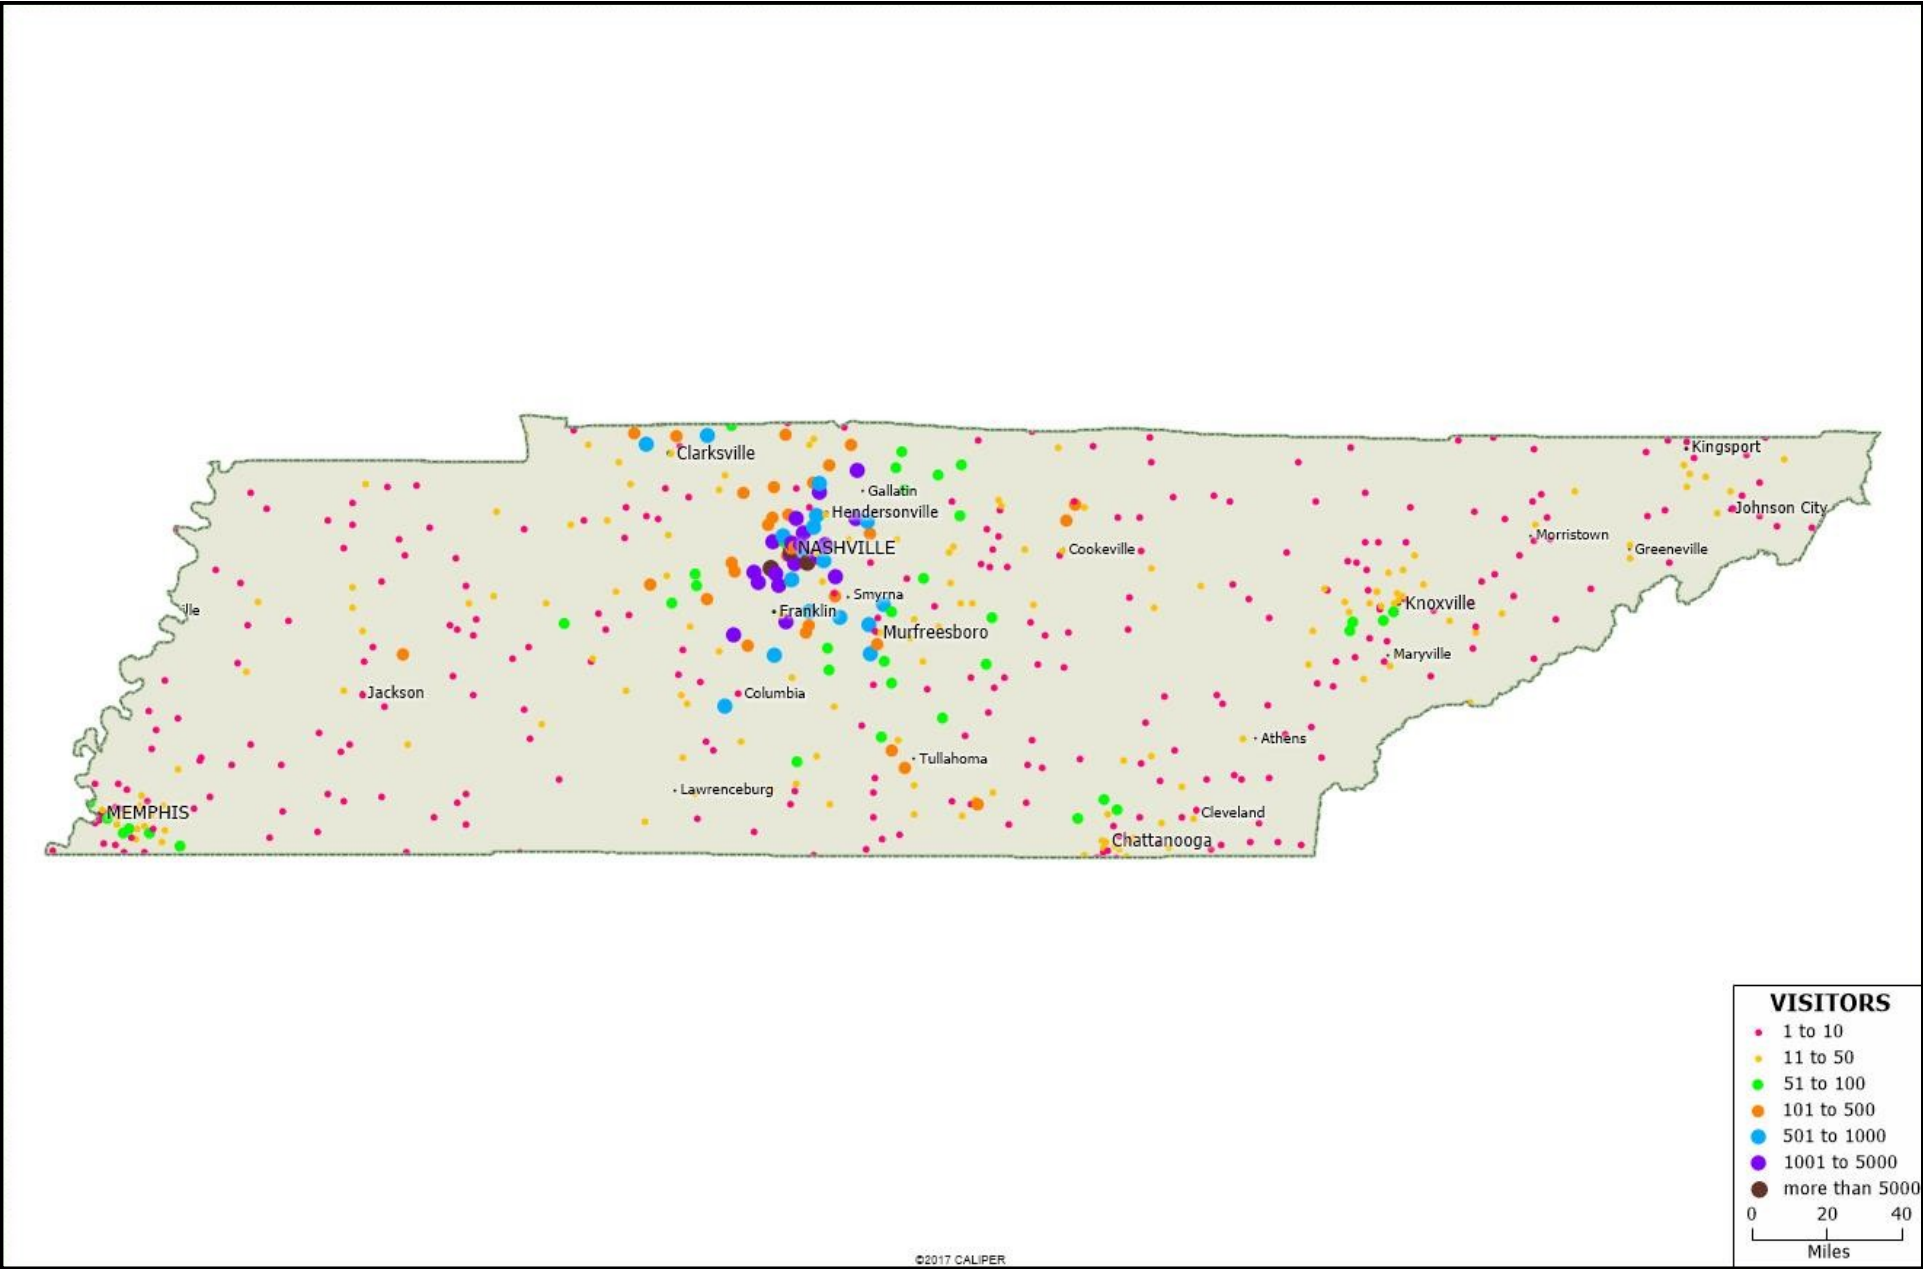 Clarksville
Kingsport
Gallatin
Hendersonville
Johnson City
Morristown
NASHVILLE
Cookeville
Greeneville
Smyrna
Knoxville
ille
Franklin
Murfreesboro
Maryville
Jackson
Columbia
Athens
Tullahoma
Lawrenceburg
MEMPHIS
Cleveland
Chattanooga
VISITORS
1 to 10
11 to 50
51 to 100
101 to 500
501 to 1000
1001 to 5000
more than 5000
0 20 40
Miles
©2017 CALIPER